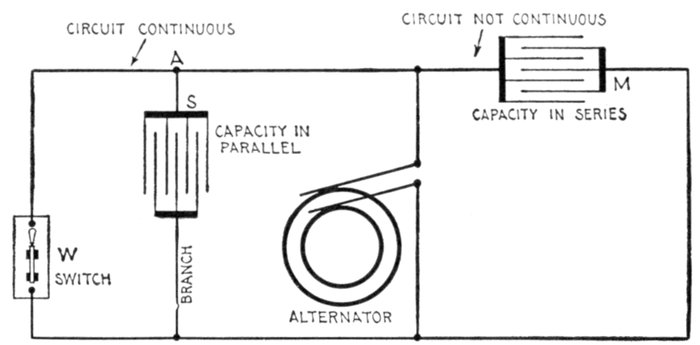 CIRCUIT CONTINUOUS
CIRCUIT NOT CONTINUOUS
A
S
M
CAPACITY IN
PARALLEL
CAPACITY IN SERIES
W
SWITCH
BRANCH
ALTERNATOR